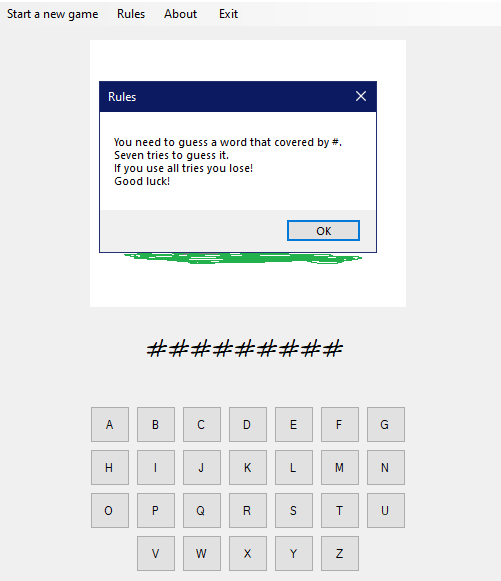 Start a new game Rules About Exit
Rules
You need to guess a word that covered by #.
Seven tries to guess it.
If you use all tries you lose!
Good luck!
OK
#########
A B C D E F G
H I J K L M N
O P Q R S T U
V W X Y Z